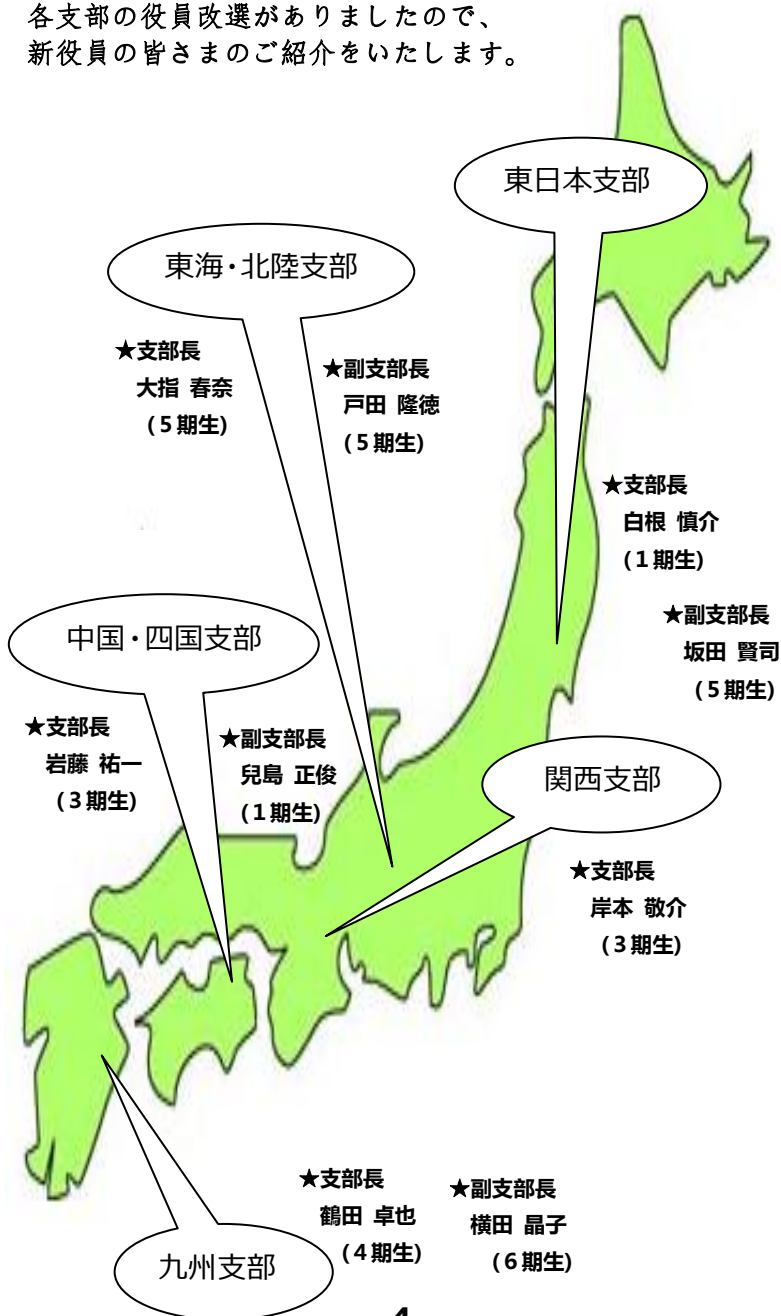 各支部の役員改選がありましたので、
新役員の皆さまのご紹介をいたします。
東日本支部
★支部長
白根 慎介
(1期生)
★副支部長
坂田 賢司
(5期生)
東海・北陸支部
★支部長
大指 春奈
(5期生)
★副支部長
戸田 隆徳
(5期生)
中国・四国支部
★支部長
岩藤 祐一
(3期生)
★副支部長
兒島 正俊
(1期生)
関西支部
★支部長
岸本 敬介
(3期生)
九州支部
★支部長
鶴田 卓也
(4期生)
★副支部長
横田 晶子
(6期生)